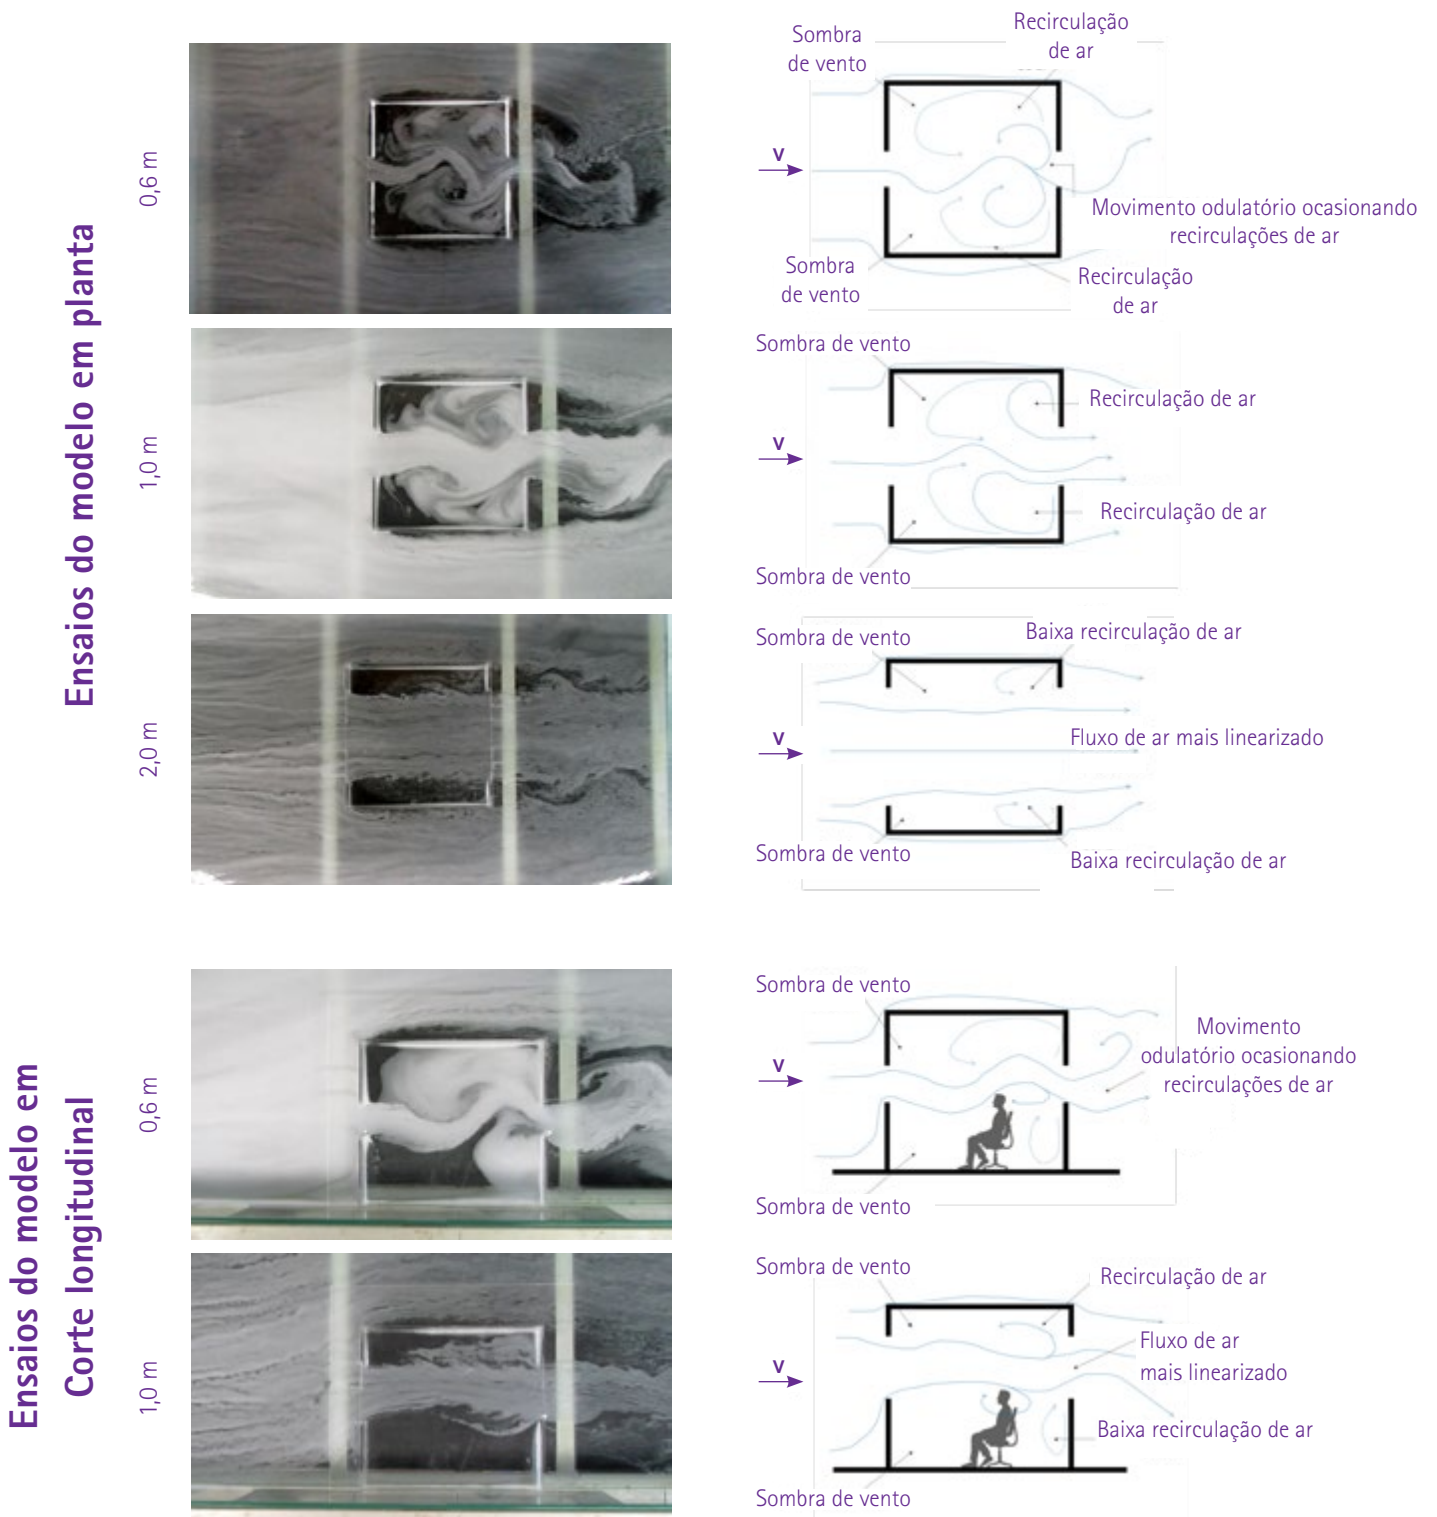 Ensaios do modelo em planta
0,6 m
Sombra
de vento
Recirculação
de ar
V
Movimento odulatório ocasionando
recirculações de ar
Sombra
de vento
Recirculação
de ar
1,0 m
Sombra de vento
Recirculação de ar
V
Recirculação de ar
Sombra de vento
2,0 m
Sombra de vento
Baixa recirculação de ar
V
Fluxo de ar mais linearizado
Sombra de vento
Baixa recirculação de ar
Ensaios do modelo em
Corte longitudinal
0,6 m
Sombra de vento
Movimento
odulatório ocasionando
recirculações de ar
V
Sombra de vento
1,0 m
Sombra de vento
Recirculação de ar
Fluxo de ar
mais linearizado
V
Baixa recirculação de ar
Sombra de vento